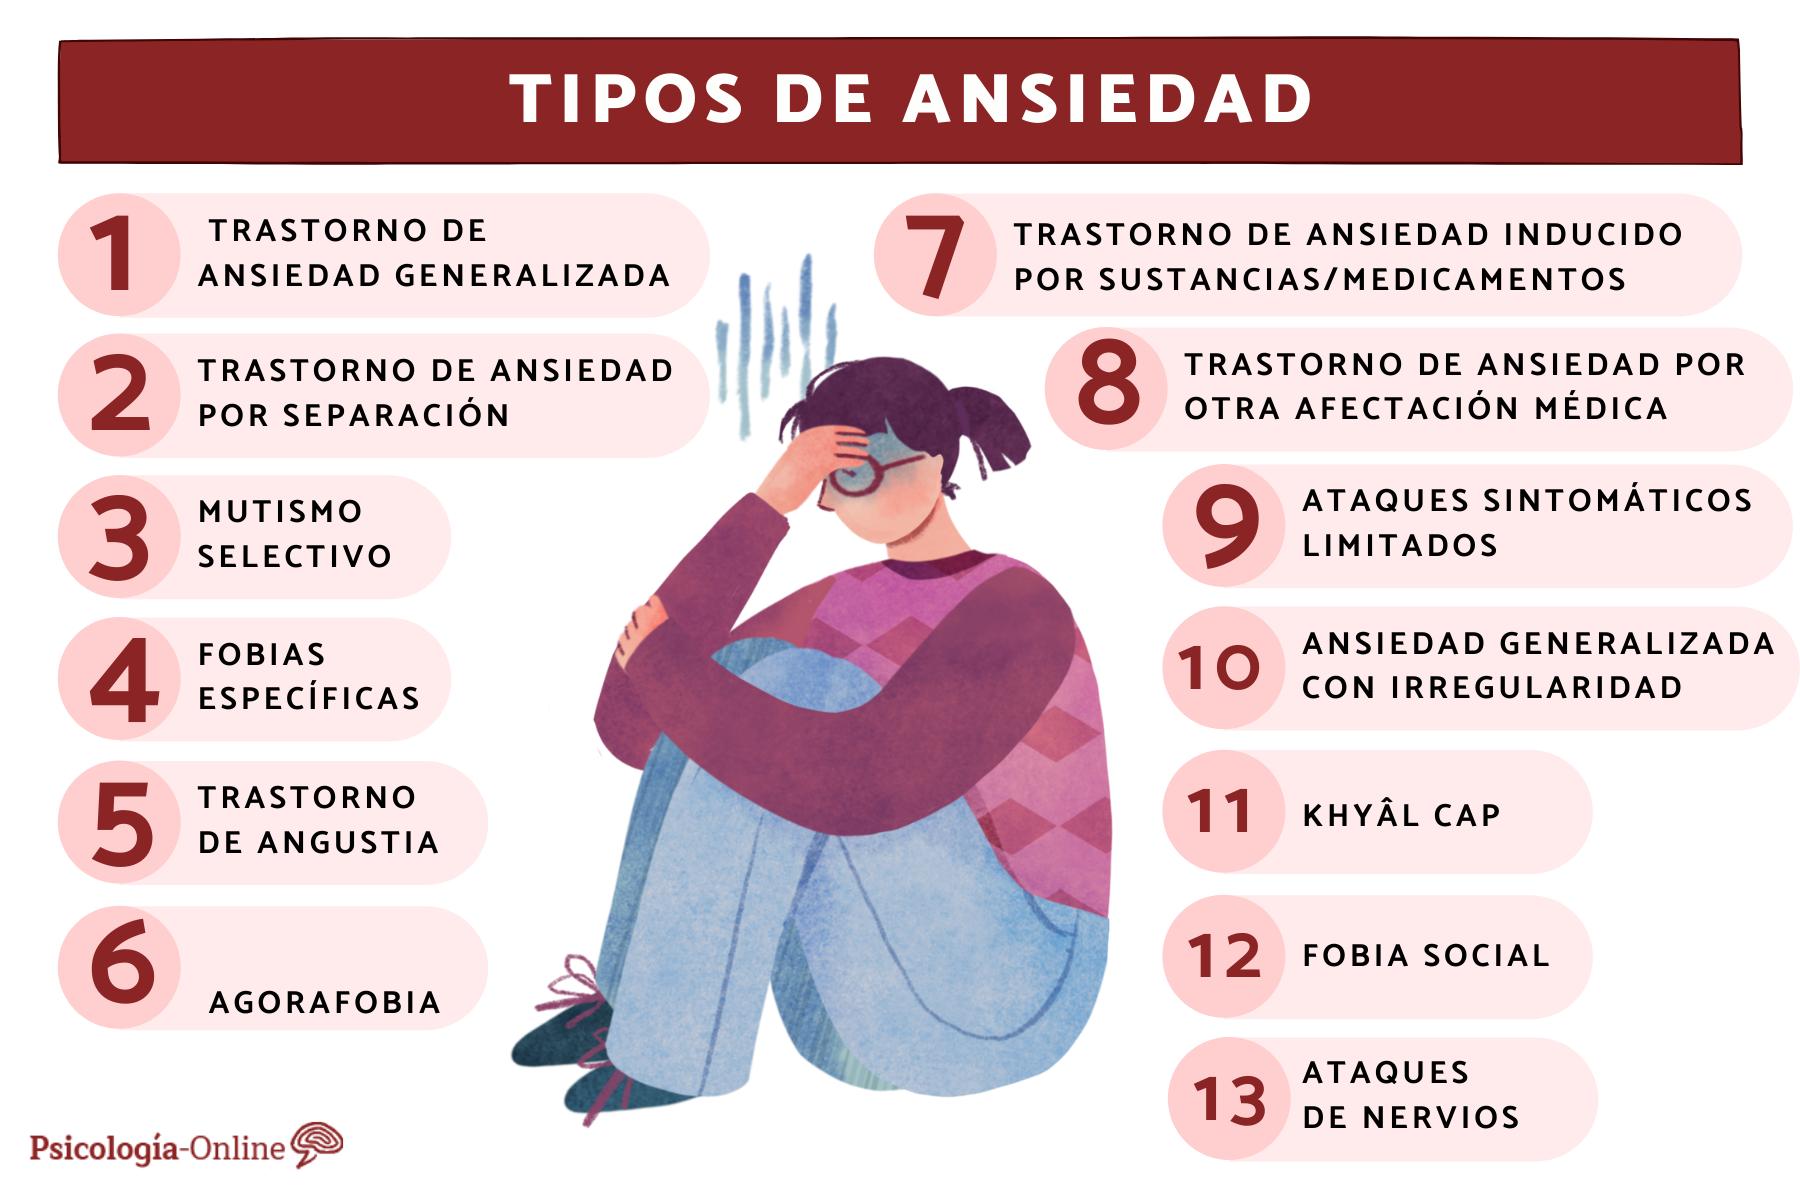 TIPOS DE ANSIEDAD
1
TRASTORNO DE
ANSIEDAD GENERALIZADA
2
TRASTORNO DE ANSIEDAD
POR SEPARACIÓN
3
MUTISMO
SELECTIVO
4
FOBIAS
ESPECÍFICAS
5
TRASTORNO
DE ANGUSTIA
6
AGORAFOBIA
7
TRASTORNO DE ANSIEDAD INDUCIDO
POR SUSTANCIAS/MEDICAMENTOS
8
TRASTORNO DE ANSIEDAD POR
OTRA AFECTACIÓN MÉDICA
9
ATAQUES SINTOMÁTICOS
LIMITADOS
10
ANSIEDAD GENERALIZADA
CON IRREGULARIDAD
11
KHYÂL CAP
12
FOBIA SOCIAL
13
ATAQUES
DE NERVIOS
Psicología-Online